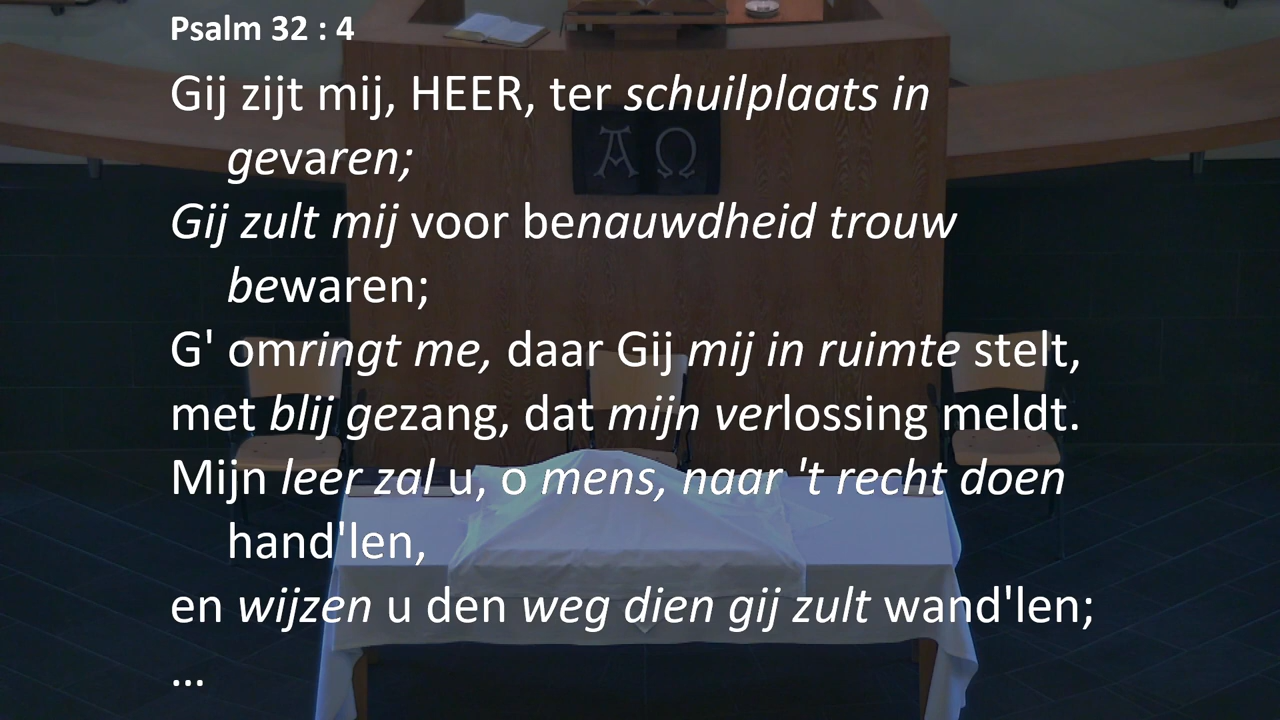 Psalm 32 : 4
Gij zijt mij, HEER, ter schuilplaats in
gevaren;
Gij zult mij voor benauwdheid trouw
bewaren;
G' omringt me, daar Gij mij in ruimte stelt,
met blij gezang, dat mijn verlossing meldt.
Mijn leer zal u, o mens, naar 't recht doen
hand'len,
en wijzen u den weg dien gij zult wand'len;
...
Α Ω